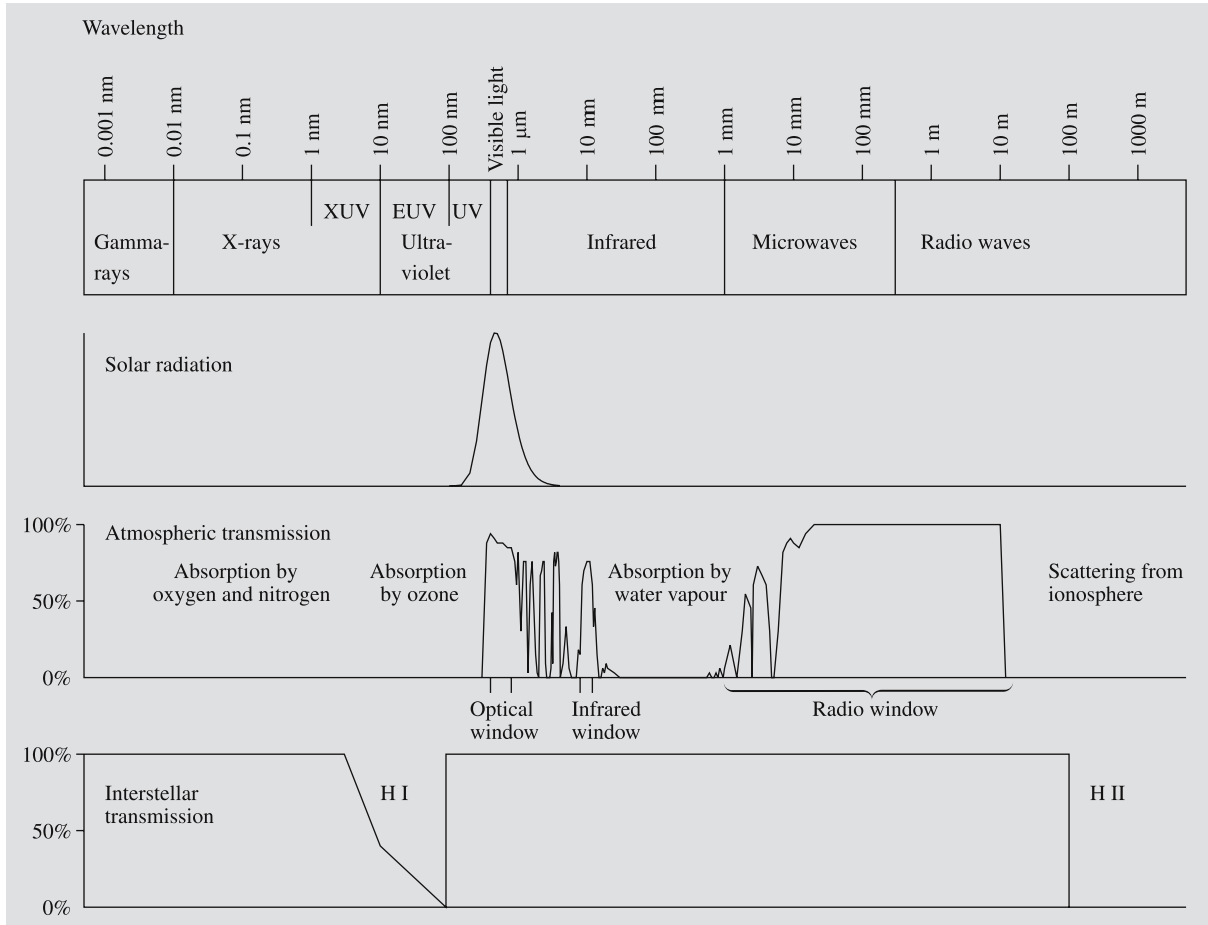 Wavelength
0.001 nm
0.01 nm
0.1 nm
1 nm
10 nm
100 nm
Visible light
1 µm
10 mm
100 mm
1 mm
10 mm
100 mm
1 m
10 m
100 m
1000 m
XUV
EUV
UV
Gamma-
rays
X-rays
Ultra-
violet
Infrared
Microwaves
Radio waves
Solar radiation
100%
50%
0%
Atmospheric transmission
Absorption by
oxygen and nitrogen
Absorption
by ozone
Absorption by
water vapour
Scattering from
ionosphere
Optical
window
Infrared
window
Radio window
100%
50%
0%
Interstellar
transmission
H I
H II